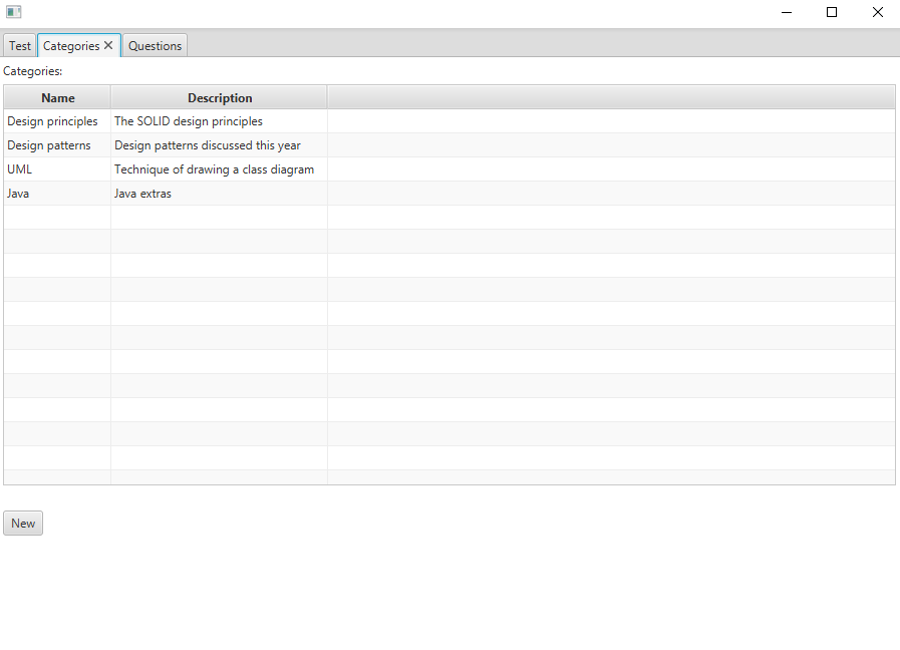 Test Categories Questions
Categories:
Name Description
Design principles The SOLID design principles
Design patterns Design patterns discussed this year
UML Technique of drawing a class diagram
Java Java extras
New